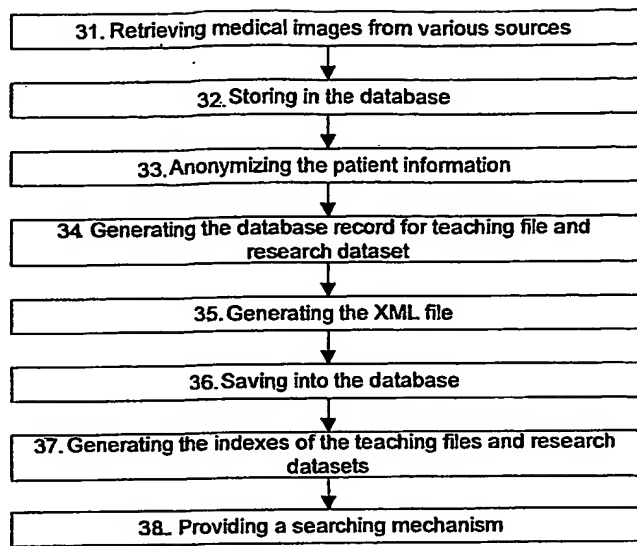 31. Retrieving medical images from various sources
32. Storing in the database
33. Anonymizing the patient information
34. Generating the database record for teaching file and
research dataset
35. Generating the XML file
36. Saving into the database
37. Generating the indexes of the teaching files and research
datasets
38.. Providing a searching mechanism